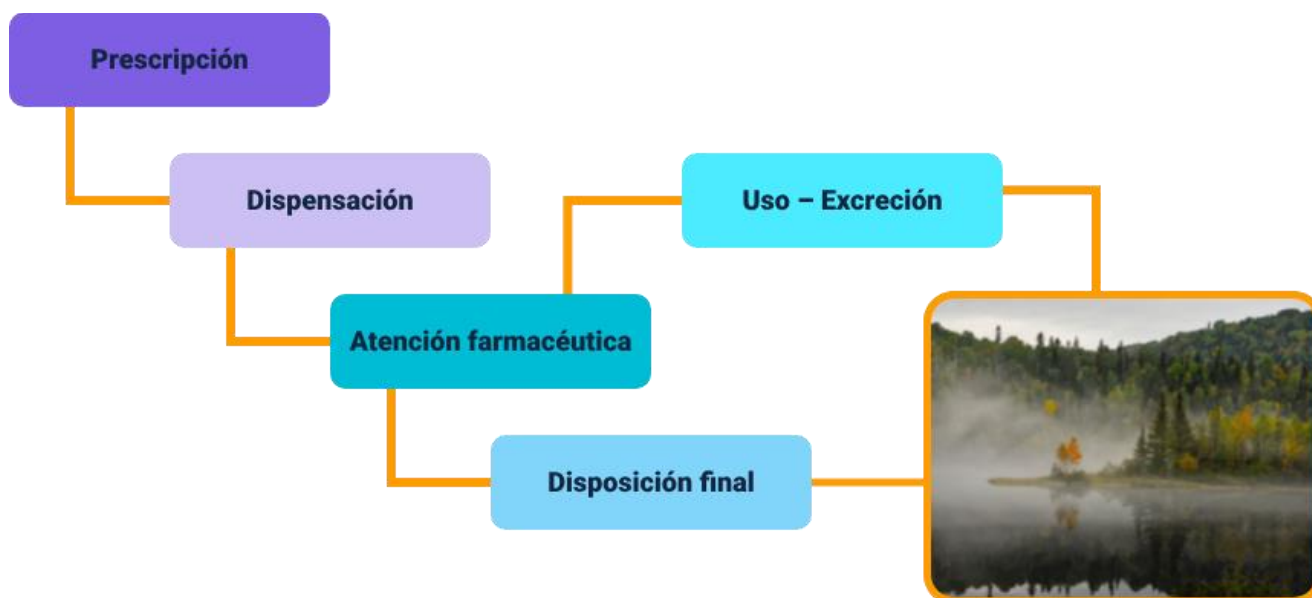 Prescripción
Dispensación
Uso – Excreción
Atención farmacéutica
Disposición final